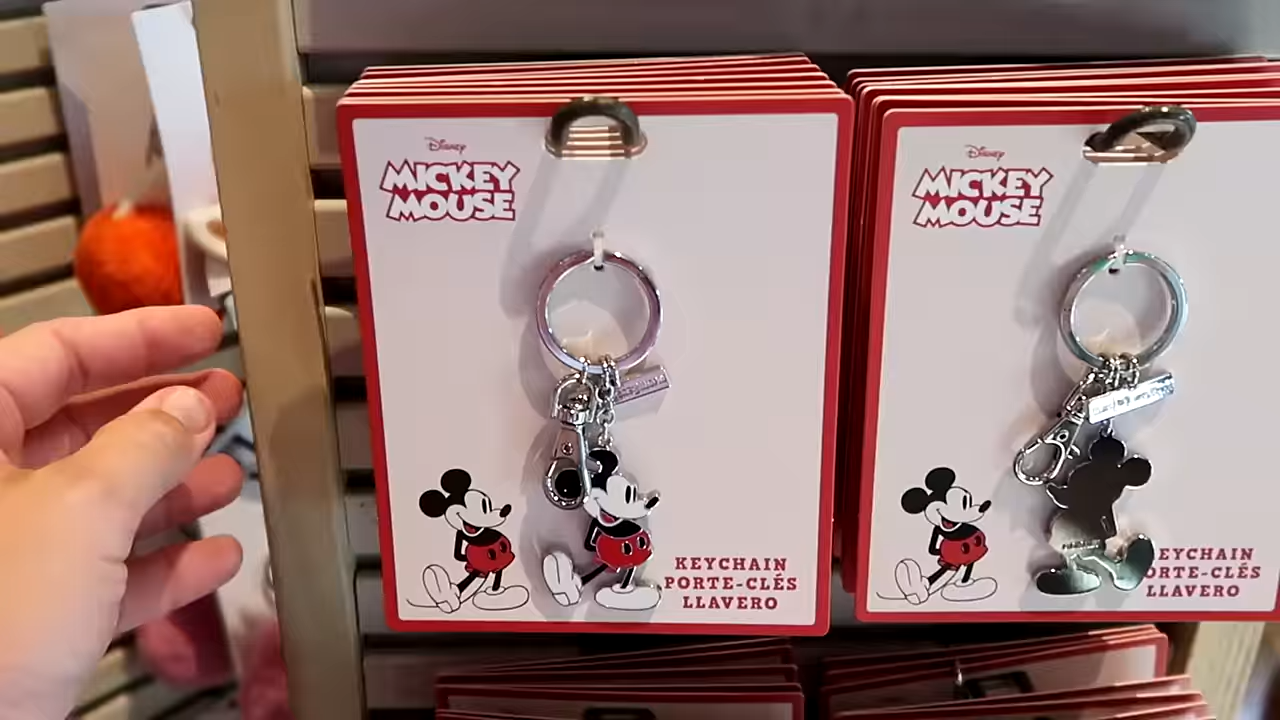 Disney
MICKEY
MOUSE
KEYCHAIN
PORTE-CLÉS
LLAVERO
Disney
MICKEY
MOUSE
EYCHAIN
ORTE-CLÉS
LLAVERO